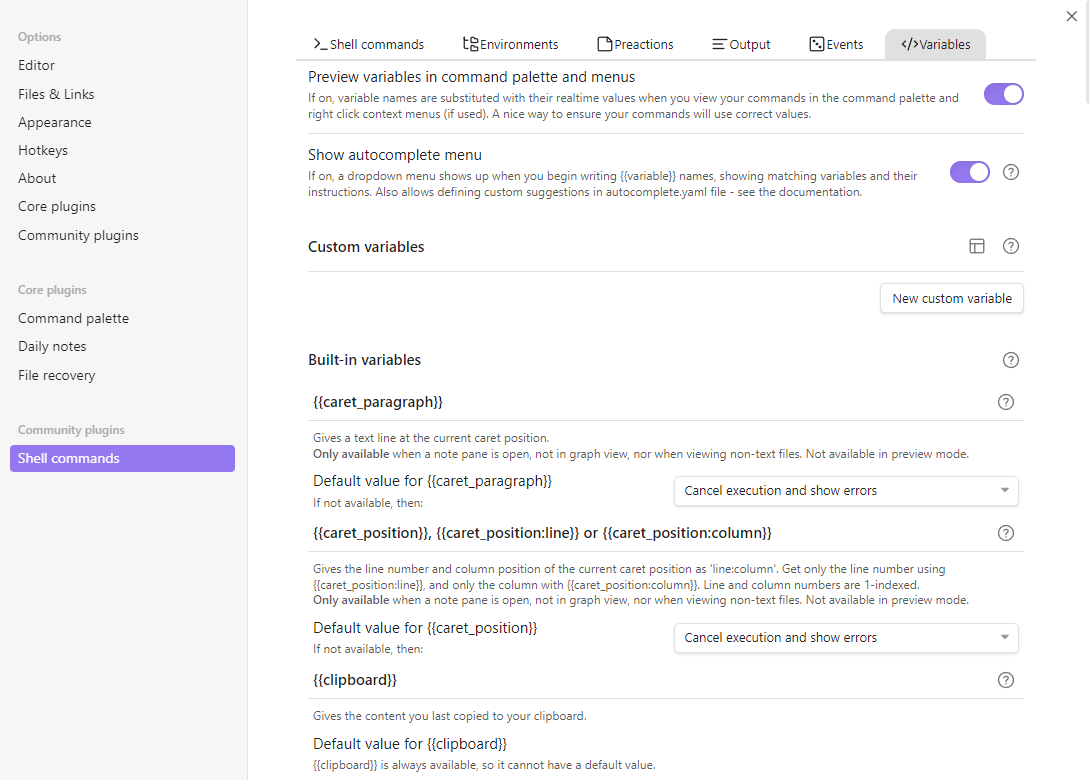 Options
Editor
Files & Links
Appearance
Hotkeys
About
Core plugins
Community plugins
Core plugins
Command palette
Daily notes
File recovery
Community plugins
Shell commands
Shell commands
Environments
Preactions
Output
Events
Variables
Preview variables in command palette and menus
If on, variable names are substituted with their realtime values when you view your commands in the command palette and
right click context menus (if used). A nice way to ensure your commands will use correct values.
Show autocomplete menu
If on, a dropdown menu shows up when you begin writing {{variable}} names, showing matching variables and their
instructions. Also allows defining custom suggestions in autocomplete.yaml file - see the documentation.
Custom variables
New custom variable
Built-in variables
{{caret_paragraph}}
Gives a text line at the current caret position.
Only available when a note pane is open, not in graph view, nor when viewing non-text files. Not available in preview mode.
Default value for {{caret_paragraph}}
If not available, then:
Cancel execution and show errors
{{caret_position}}, {{caret_position:line}} or {{caret_position:column}}
Gives the line number and column position of the current caret position as 'line:column'. Get only the line number using
{{caret_position:line}}, and only the column with {{caret_position:column}}. Line and column numbers are 1-indexed.
Only available when a note pane is open, not in graph view, nor when viewing non-text files. Not available in preview mode.
Default value for {{caret_position}}
If not available, then:
Cancel execution and show errors
{{clipboard}}
Gives the content you last copied to your clipboard.
Default value for {{clipboard}}
{{clipboard}} is always available, so it cannot have a default value.